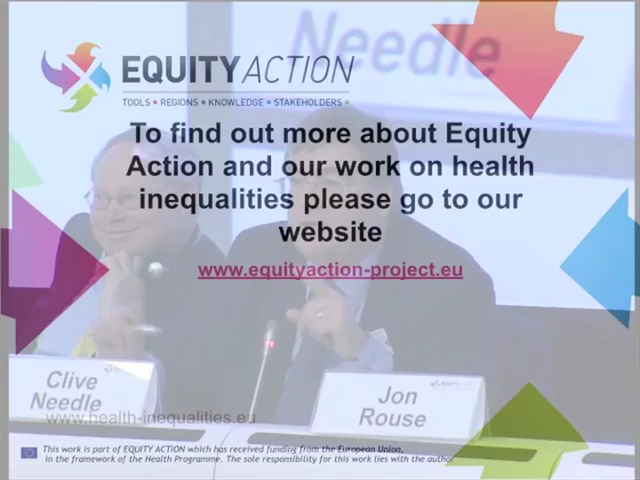 Needle
EQUITY ACTION
TOOLS • REGIONS • KNOWLEDGE • STAKEHOLDERS •
To find out more about Equity
Action and our work on health
inequalities please go to our
website
www.equityaction-project.eu
Clive
Needle
Jon
Rouse
www.health-inequalities.eu
This work is part of EQUITY ACTION which has received funding from the European Union,
in the framework of the Health Programme. The sole responsibility for this work lies with the author